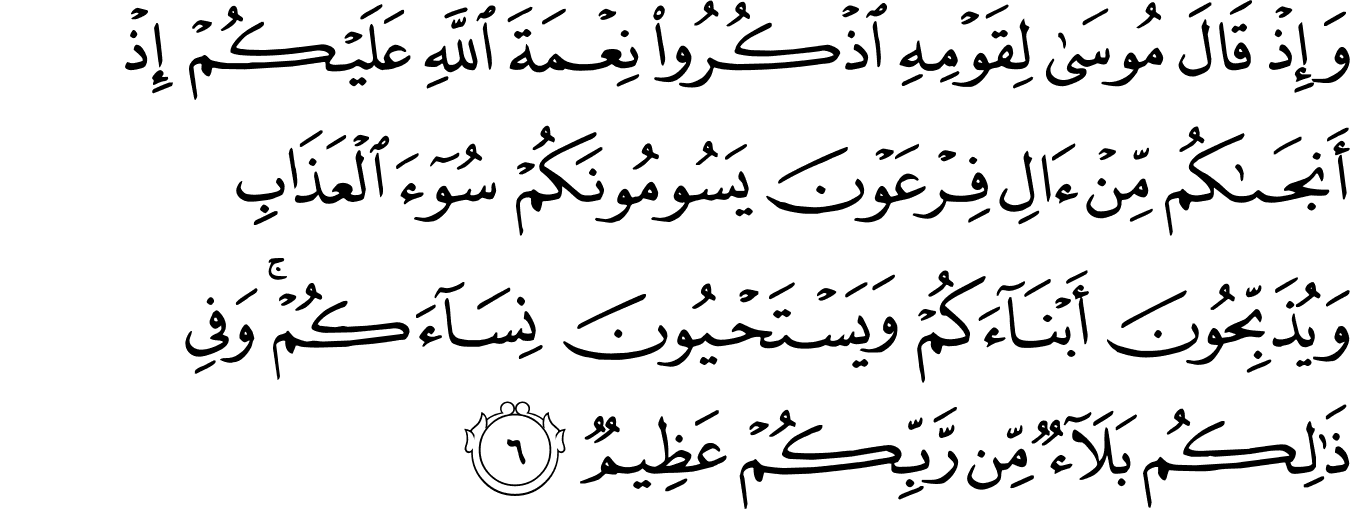 وَإِذۡ قَالَ مُوسَىٰ لِقَوۡمِهِ ٱذۡكُرُواْ نِعۡمَةَ ٱللَّهِ عَلَيۡكُمۡ إِذۡ
أَنجَىٰكُم مِّنۡ ءَالِ فِرۡعَوۡنَ يَسُومُونَكُمۡ سُوٓءَ ٱلۡعَذَابِ
وَيُذَبِّحُونَ أَبۡنَآءَكُمۡ وَيَسۡتَحۡيُونَ نِسَآءَكُمۡۚ وَفِي
ذَٰلِكُم بَلَآءٞ مِّن رَّبِّكُمۡ عَظِيمٞ ٦